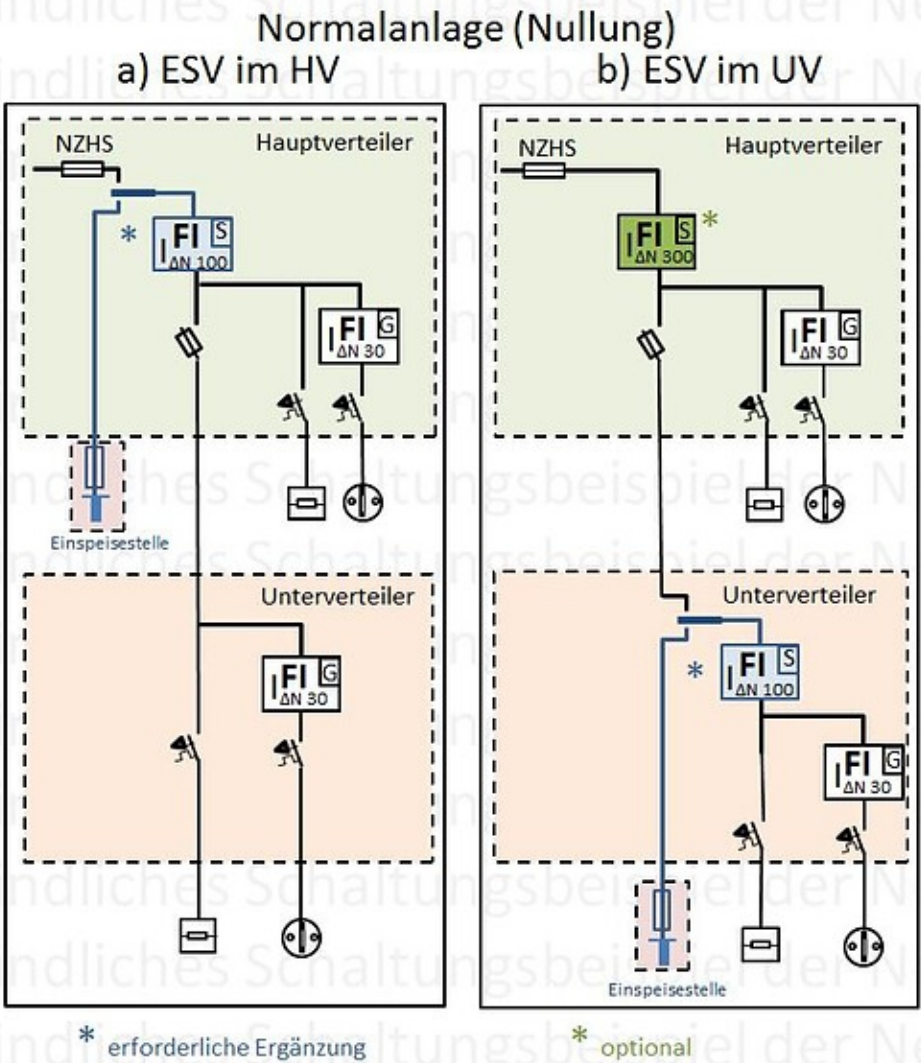 Normalanlage (Nullung)
a) ESV im HV
NZHS
Hauptverteiler
*
FI S
I ΔN 100
FI G
I ΔN 30
Einspeisestelle
Unterverteiler
FI G
I ΔN 30
* erforderliche Ergänzung
b) ESV im UV
NZHS
Hauptverteiler
FI S
I ΔN 300
*
FI G
I ΔN 30
Unterverteiler
*
FI S
I ΔN 100
FI G
I ΔN 30
Einspeisestelle
* optional